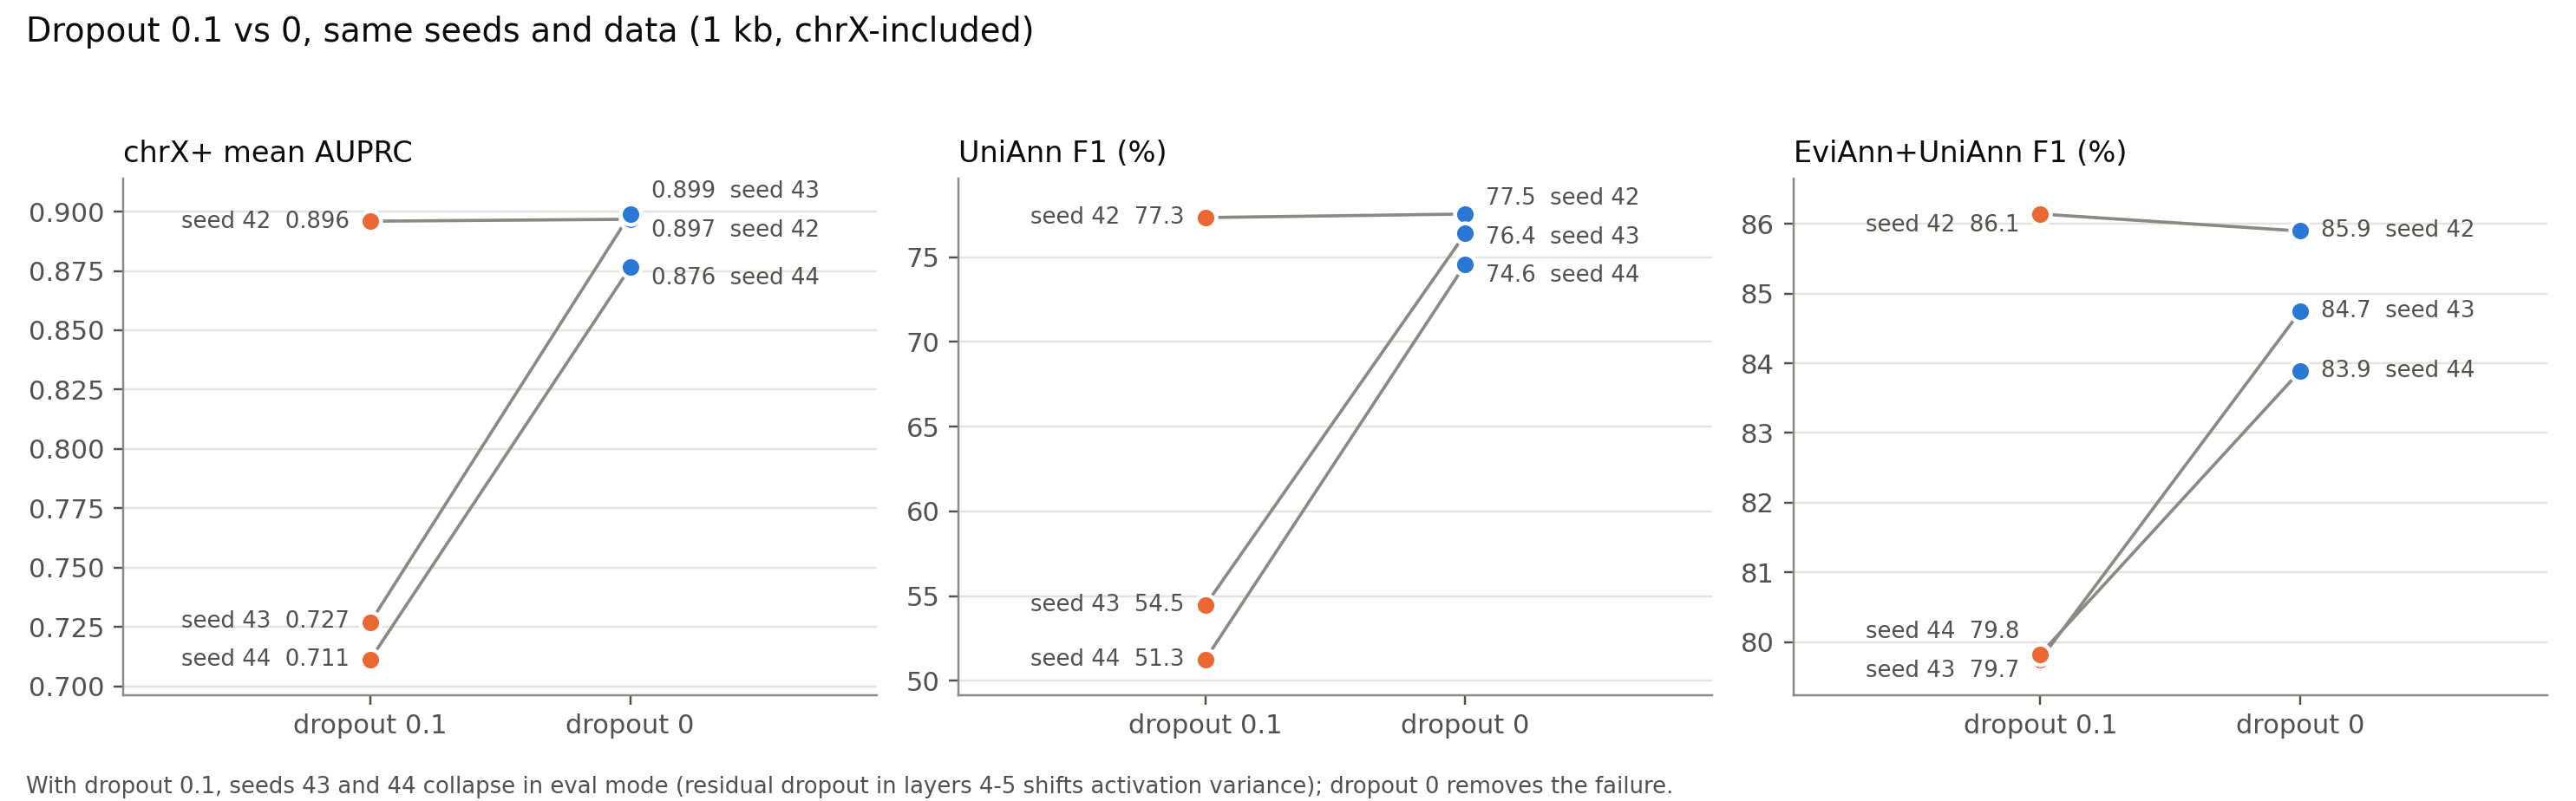 Dropout 0.1 vs 0, same seeds and data (1 kb, chrX-included)
chrX+ mean AUPRC
0.900
0.875
0.850
0.825
0.800
0.775
0.750
0.725
0.700
seed 42 0.896
seed 43 0.727
seed 44 0.711
0.899 seed 43
0.897 seed 42
0.876 seed 44
dropout 0.1
dropout 0
UniAnn F1 (%)
75
70
65
60
55
50
seed 42 77.3
seed 43 54.5
seed 44 51.3
77.5 seed 42
76.4 seed 43
74.6 seed 44
dropout 0.1
dropout 0
EviAnn+UniAnn F1 (%)
86
85
84
83
82
81
80
seed 42 86.1
seed 44 79.8
seed 43 79.7
85.9 seed 42
84.7 seed 43
83.9 seed 44
dropout 0.1
dropout 0
With dropout 0.1, seeds 43 and 44 collapse in eval mode (residual dropout in layers 4-5 shifts activation variance); dropout 0 removes the failure.